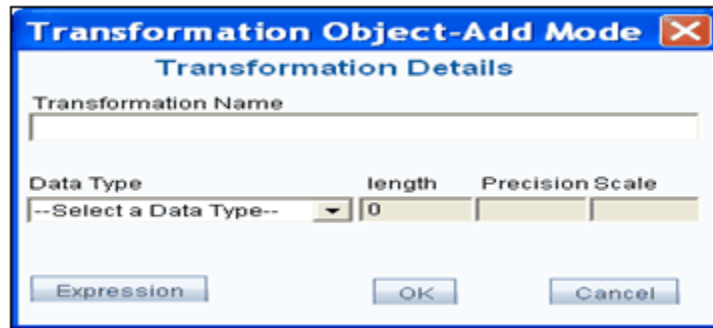 Transformation Object-Add Mode
Transformation Details
Transformation Name
Data Type length Precision Scale
--Select a Data Type-- 0
Expression OK Cancel